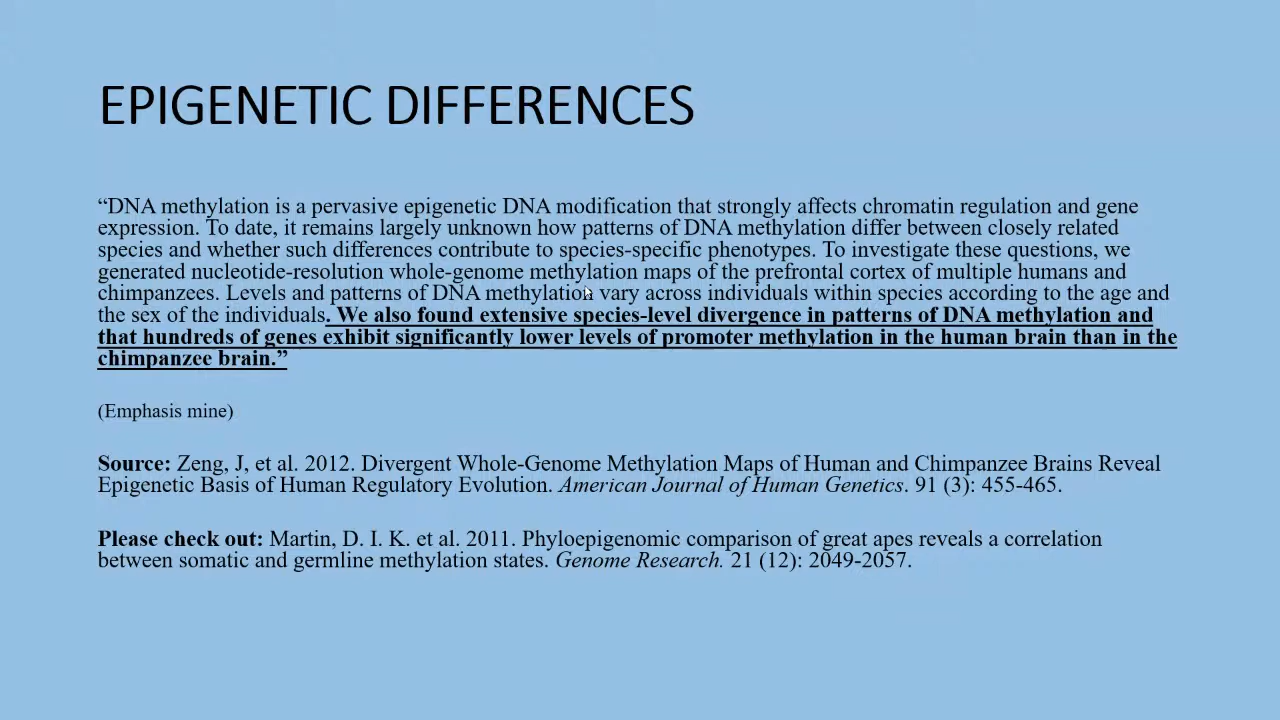 EPIGENETIC DIFFERENCES
“DNA methylation is a pervasive epigenetic DNA modification that strongly affects chromatin regulation and gene
expression. To date, it remains largely unknown how patterns of DNA methylation differ between closely related
species and whether such differences contribute to species-specific phenotypes. To investigate these questions, we
generated nucleotide-resolution whole-genome methylation maps of the prefrontal cortex of multiple humans and
chimpanzees. Levels and patterns of DNA methylation vary across individuals within species according to the age and
the sex of the individuals. We also found extensive species-level divergence in patterns of DNA methylation and
that hundreds of genes exhibit significantly lower levels of promoter methylation in the human brain than in the
chimpanzee brain.”
(Emphasis mine)
Source: Zeng, J, et al. 2012. Divergent Whole-Genome Methylation Maps of Human and Chimpanzee Brains Reveal
Epigenetic Basis of Human Regulatory Evolution. American Journal of Human Genetics. 91 (3): 455-465.
Please check out: Martin, D. I. K. et al. 2011. Phyloepigenomic comparison of great apes reveals a correlation
between somatic and germline methylation states. Genome Research. 21 (12): 2049-2057.